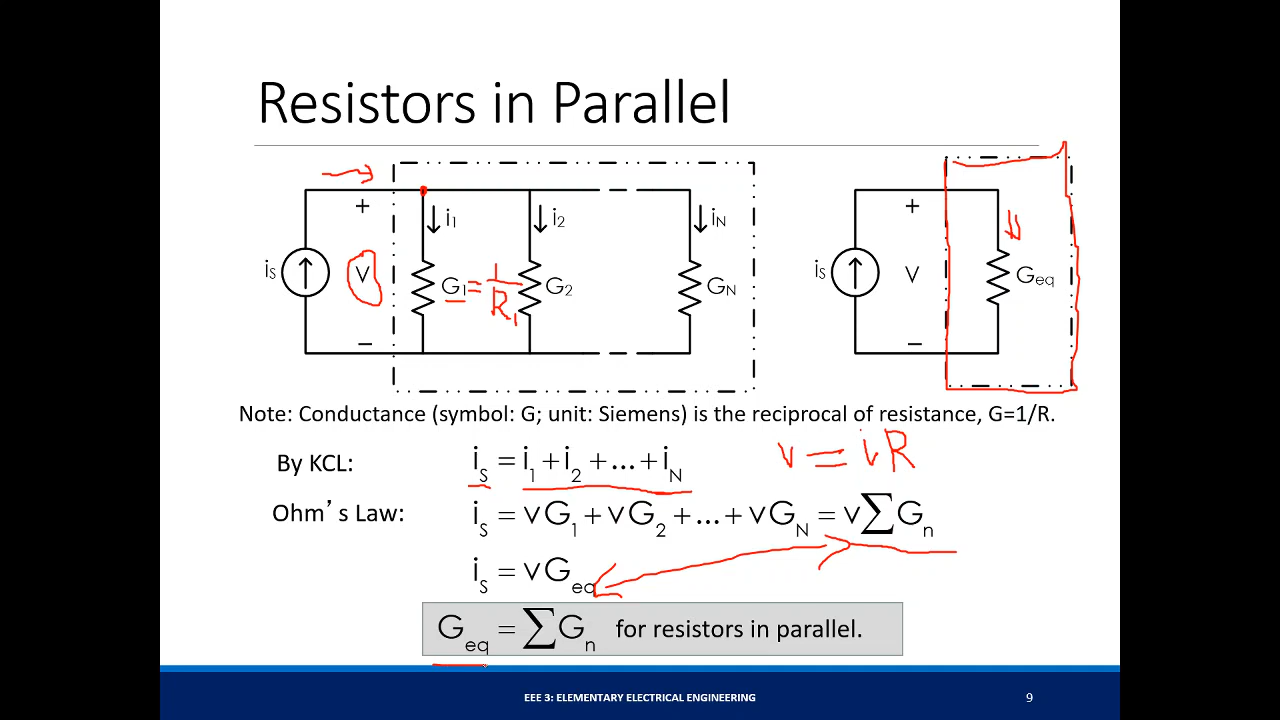 Resistors in Parallel
iS + V − i1 G1 = 1/R1 i2 G2 iN GN
iS + V − Geq
Note: Conductance (symbol: G; unit: Siemens) is the reciprocal of resistance, G=1/R.
v = iR
By KCL: iS = i1 + i2 + ... + iN
Ohm's Law: iS = vG1 + vG2 + ... + vGN = v∑Gn
iS = vGeq
Geq = ∑Gn for resistors in parallel.
EEE 3: ELEMENTARY ELECTRICAL ENGINEERING 9